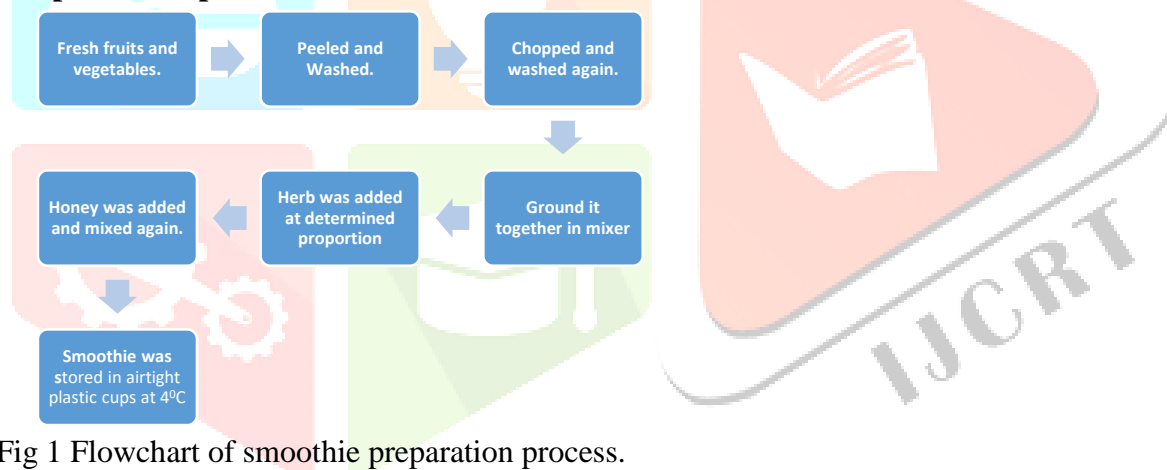 Fresh fruits and
vegetables.
Peeled and
Washed.
Chopped and
washed again.
Ground it
together in mixer
Herb was added
at determined
proportion
Honey was added
and mixed again.
Smoothie was
stored in airtight
plastic cups at 4⁰C
IJCRT
Fig 1 Flowchart of smoothie preparation process.